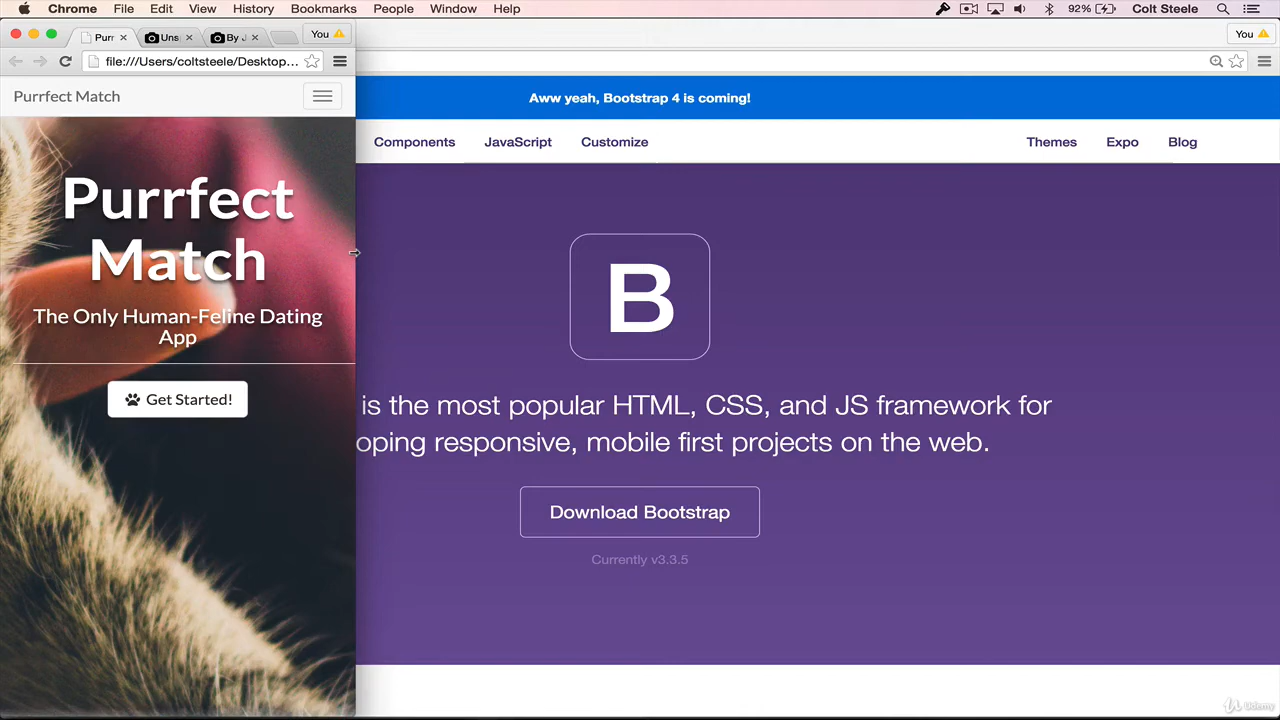 Chrome File Edit View History Bookmarks People Window Help 92% Colt Steele
Purr Uns By J You
You
file:///Users/coltsteele/Desktop...
Purrfect Match
Aww yeah, Bootstrap 4 is coming!
Components JavaScript Customize Themes Expo Blog
Purrfect
Match
The Only Human-Feline Dating
App
Get Started!
B
is the most popular HTML, CSS, and JS framework for
oping responsive, mobile first projects on the web.
Download Bootstrap
Currently v3.3.5
Udemy